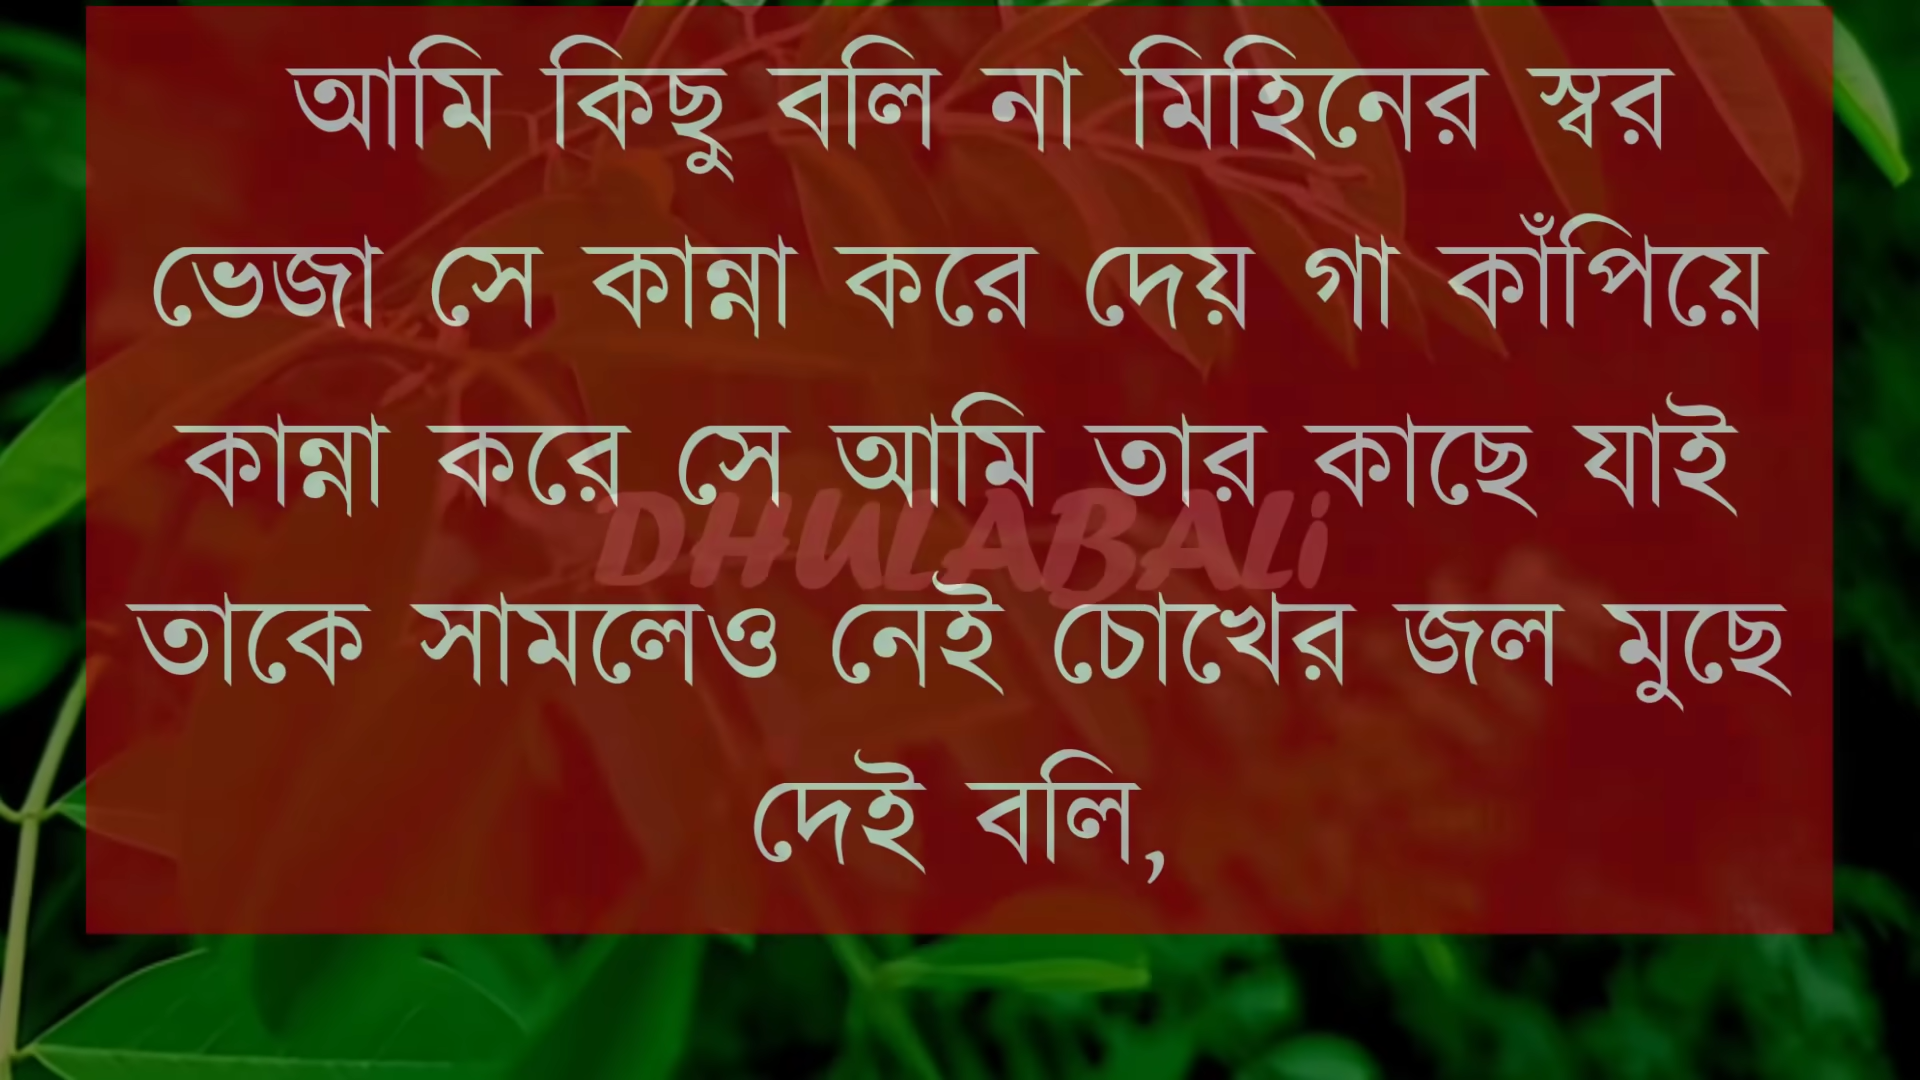 আমি কিছু বলি না মিহিনের স্বর
ভেজা সে কান্না করে দেয় গা কাঁপিয়ে
কান্না করে সে আমি তার কাছে যাই
DHULABALi
তাকে সামলেও নেই চোখের জল মুছে
দেই বলি,